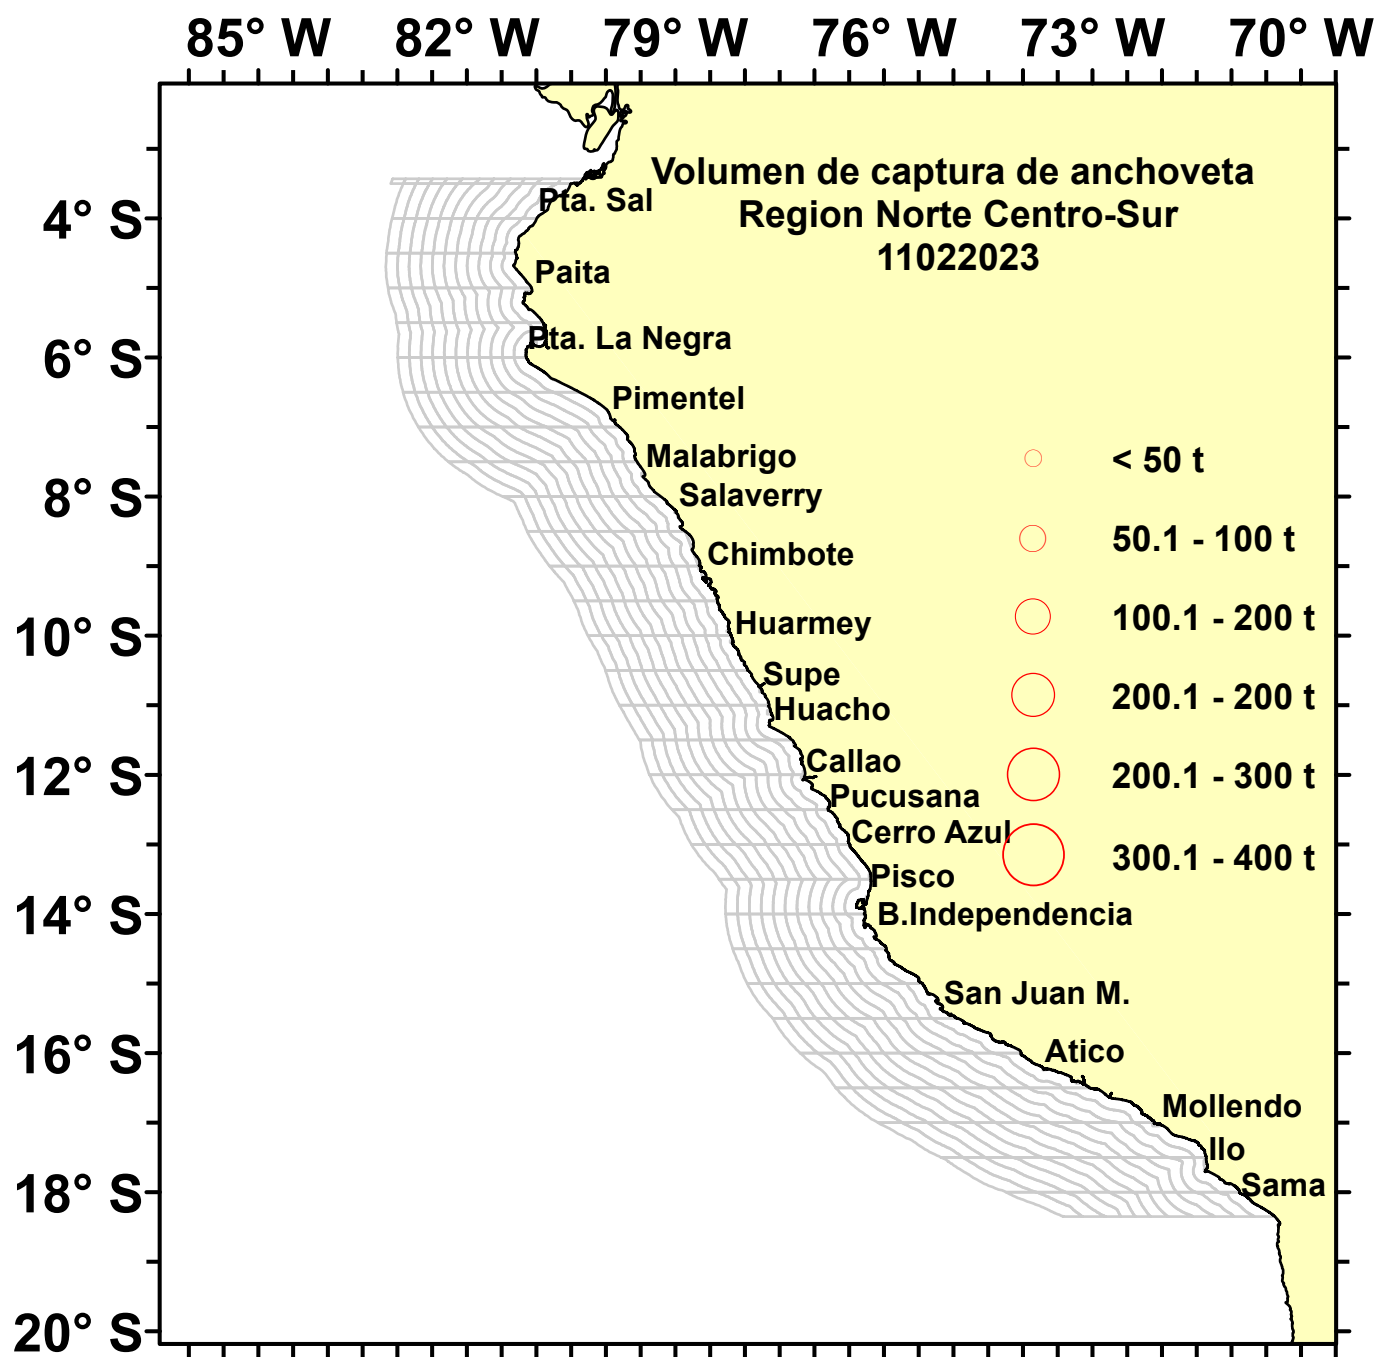 85° W 82° W 79° W 76° W 73° W 70° W
Volumen de captura de anchoveta
Region Norte Centro-Sur
11022023
4° S
6° S
8° S
10° S
12° S
14° S
16° S
18° S
20° S
Pta. Sal
Paita
Pta. La Negra
Pimentel
Malabrigo
Salaverry
Chimbote
Huarmey
Supe
Huacho
Callao
Pucusana
Cerro Azul
Pisco
B.Independencia
San Juan M.
Atico
Mollendo
Ilo
Sama
< 50 t
50.1 - 100 t
100.1 - 200 t
200.1 - 200 t
200.1 - 300 t
300.1 - 400 t